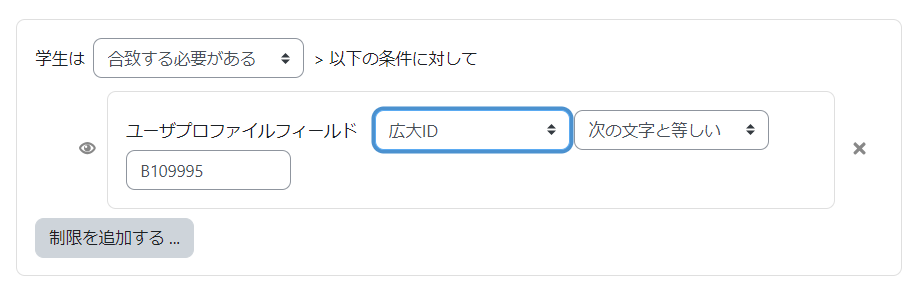 学生は 合致する必要がある > 以下の条件に対して
ユーザプロファイルフィールド 広大ID 次の文字と等しい
B109995
制限を追加する ...